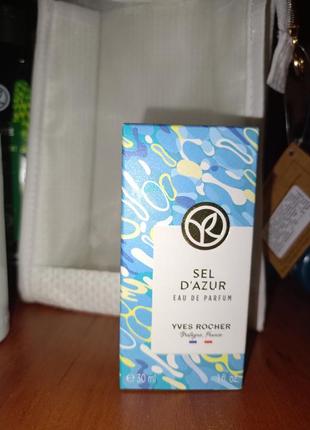 SEL
D'AZUR
EAU DE PARFUM
YVES ROCHER
Bretagne, France
℮ 30 ml 1 fl. oz.